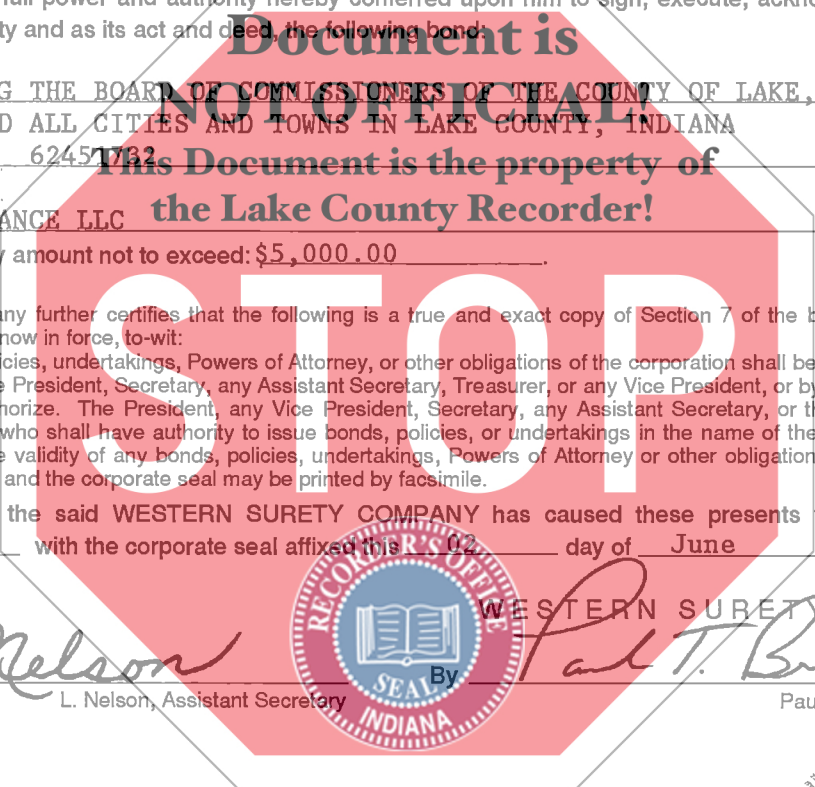 full power and authority hereby conferred upon him to sign, execute,
ty and as its act and deed, the following bond:
Document is
G THE BOARD OF COMMISSIONERS OF THE COUNTY OF LAKE,
NOT OFFICIAL!
D ALL CITIES AND TOWNS IN LAKE COUNTY, INDIANA
62451732
This Document is the property of
the Lake County Recorder!
ANCE LLC
amount not to exceed: $5,000.00.
STOP
any further certifies that the following is a true and exact copy of Section 7 of the b
now in force, to-wit:
icies, undertakings, Powers of Attorney, or other obligations of the corporation shall be
e President, Secretary, any Assistant Secretary, Treasurer, or any Vice President, or by
horize. The President, any Vice President, Secretary, any Assistant Secretary, or th
who shall have authority to issue bonds, policies, or undertakings in the name of the
e validity of any bonds, policies, undertakings, Powers of Attorney or other obligation
and the corporate seal may be printed by facsimile.
the said WESTERN SURETY COMPANY has caused these presents
with the corporate seal affixed this 02 day of June
RECORDER'S OFFICE
SEAL
INDIANA
WESTERN SURETY
Nelson
By Paul T. Br
L. Nelson, Assistant Secretary
Pau